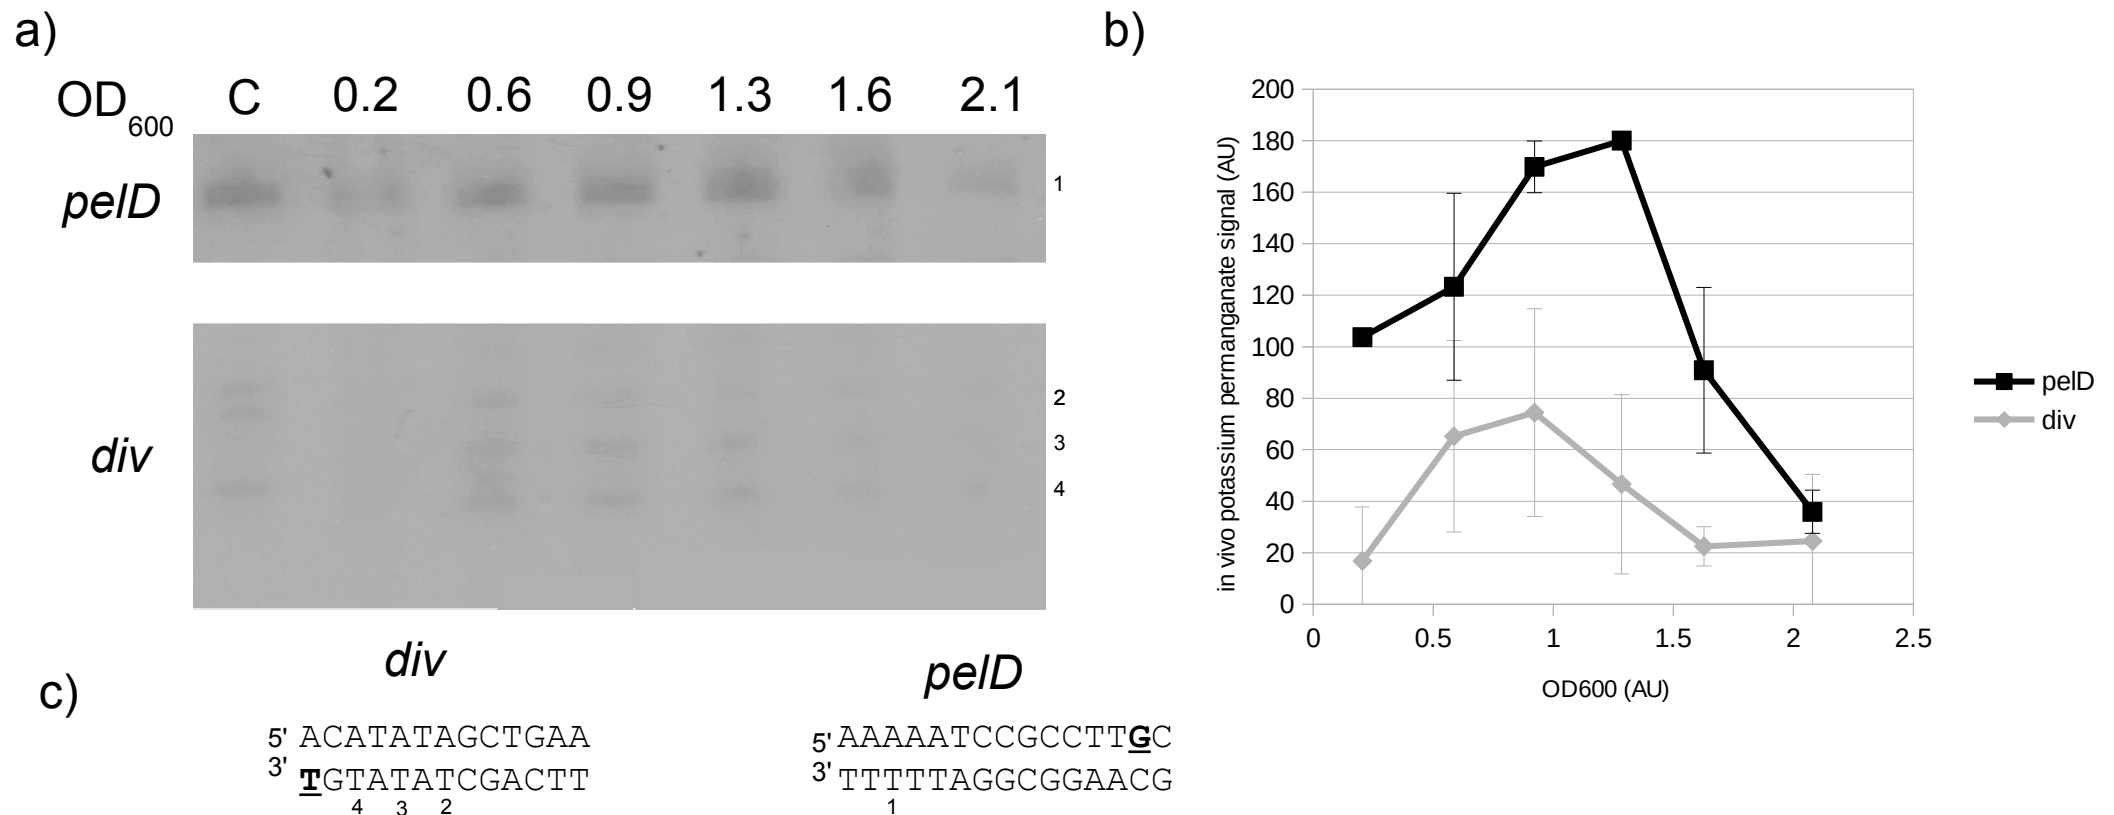 a)
OD600 C 0.2 0.6 0.9 1.3 1.6 2.1
pelD
1
div
2
3
4
b)
200
180
160
140
120
100
80
60
40
20
0
in vivo potassium permanganate signal (AU)
0 0.5 1 1.5 2 2.5
OD600 (AU)
pelD
div
c)
div
5' ACATATAGCTGAA
3' TGTATATCGACTT
4 3 2
pelD
5' AAAAATCCGCCTTGC
3' TTTTTAGGCGGAACG
1